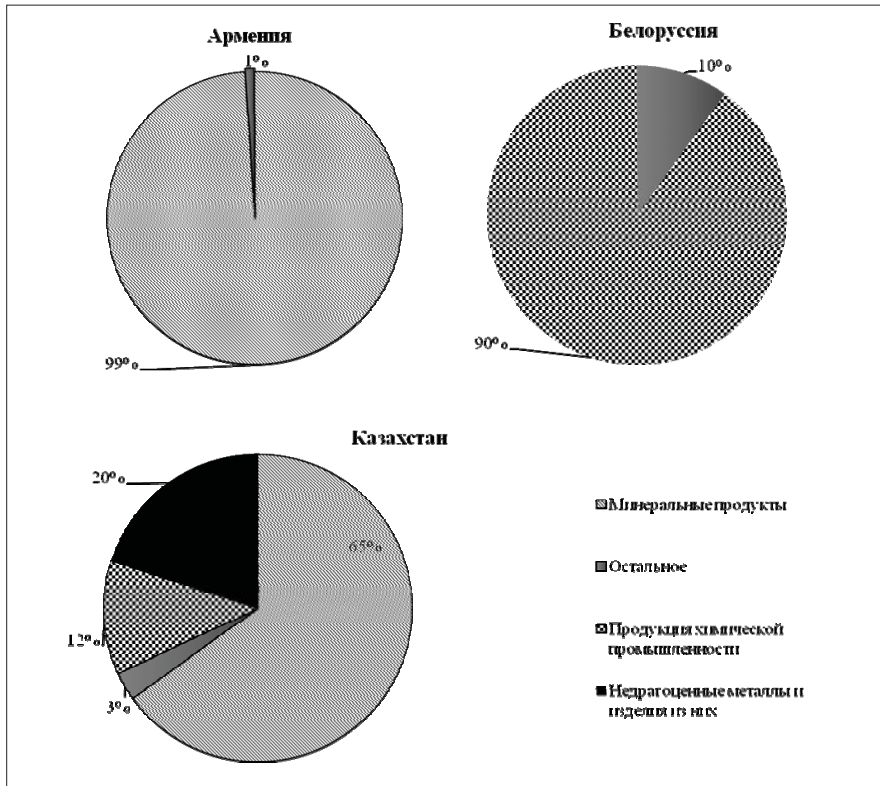 Армения
1%
99%
Белоруссия
10%
90%
Казахстан
20%
65%
12%
3%
Минеральные продукты
Остальное
Продукция химической
промышленности
Недрагоценные металлы и
изделия из них